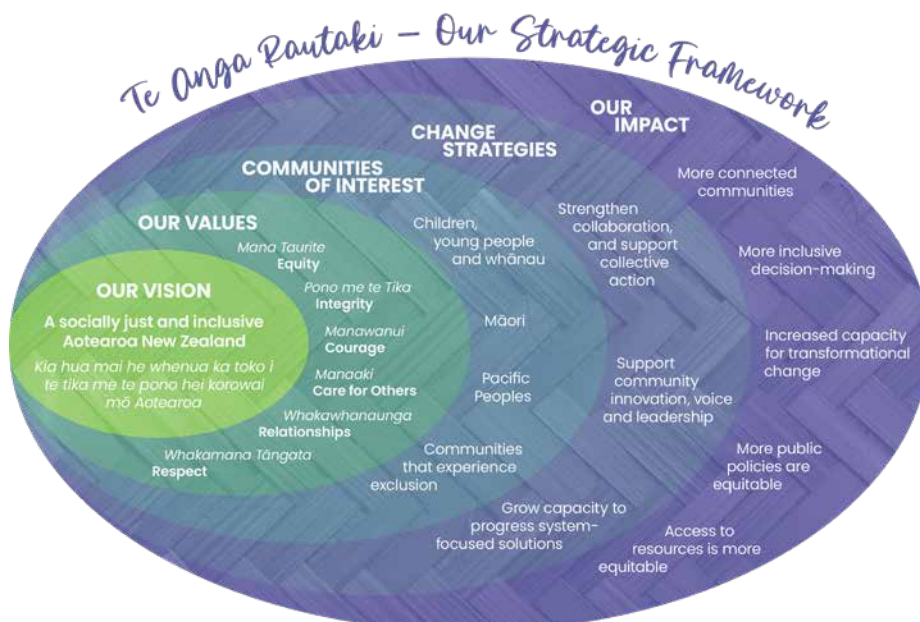 Te Anga Rautaki – Our Strategic Framework
OUR VISION
A socially just and inclusive
Aotearoa New Zealand
Kia hua mai he whenua ka toko i
te tika me te pono hei korowai
mō Aotearoa
OUR VALUES
Mana Taurite
Equity
Pono me te Tika
Integrity
Manawanui
Courage
Manaaki
Care for Others
Whakawhanaunga
Relationships
Whakamana Tāngata
Respect
COMMUNITIES
OF INTEREST
Children,
young people
and whānau
Māori
Pacific
Peoples
Communities
that experience
exclusion
CHANGE
STRATEGIES
Strengthen
collaboration,
and support
collective
action
Support
community
innovation, voice
and leadership
Grow capacity to
progress system-
focused solutions
OUR
IMPACT
More connected
communities
More inclusive
decision-making
Increased capacity
for transformational
change
More public
policies are
equitable
Access to
resources is more
equitable